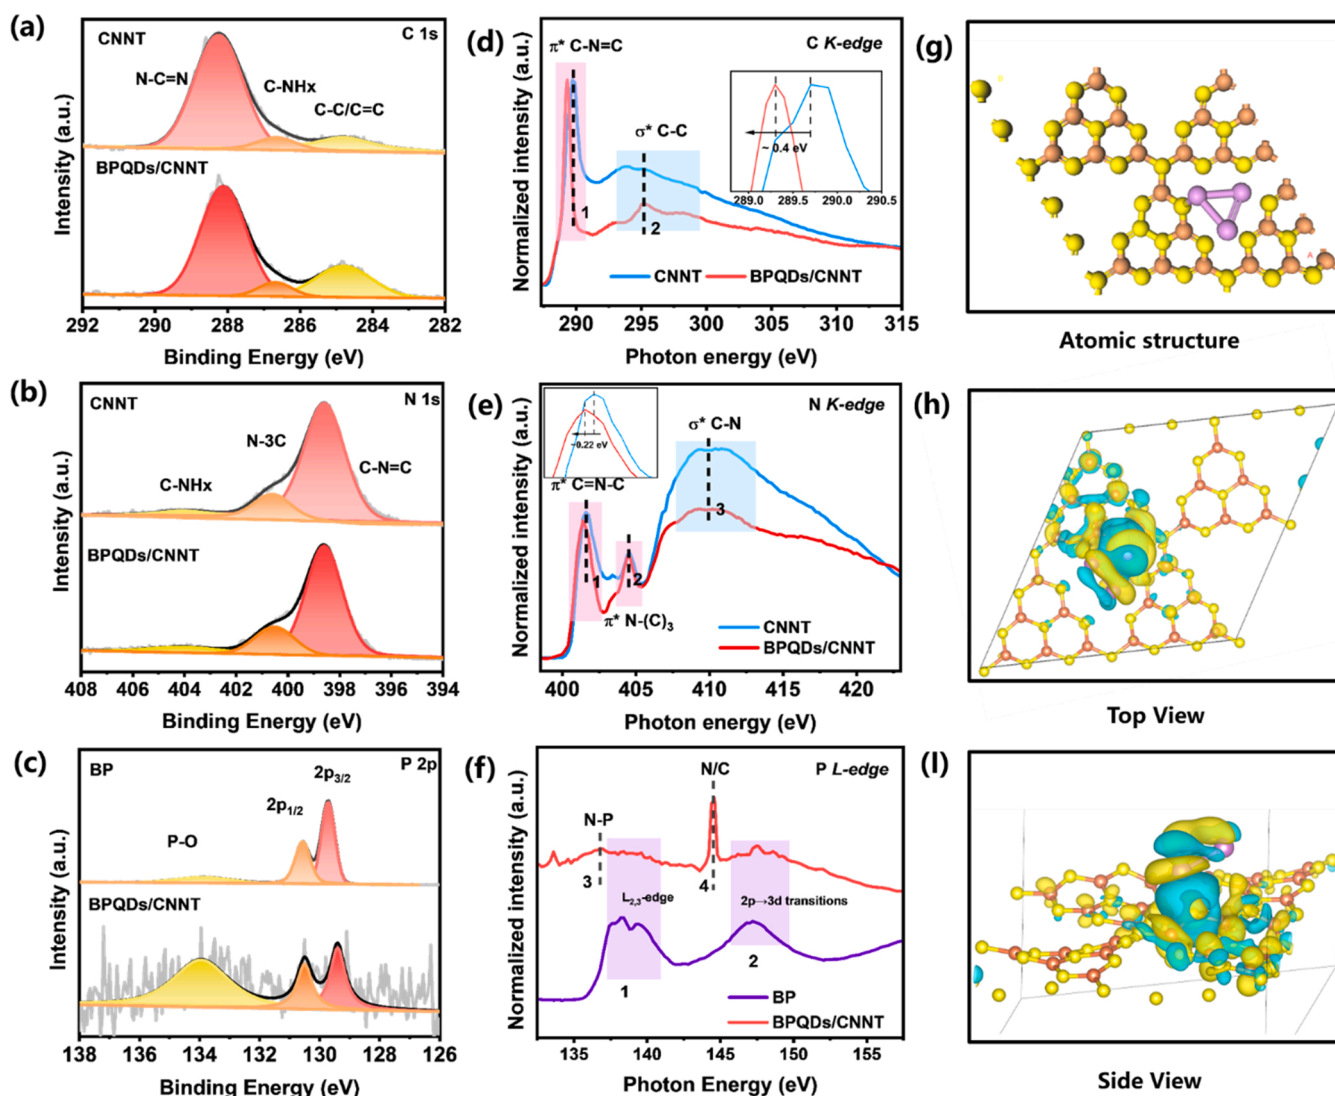 (a)
CNNT
C 1s
N-C=N
C-NHx
C-C/C=C
BPQDs/CNNT
Intensity (a.u.)
292 290 288 286 284 282
Binding Energy (eV)
(b)
CNNT
N 1s
N-3C
C-NHx
C-N=C
BPQDs/CNNT
Intensity (a.u.)
408 406 404 402 400 398 396 394
Binding Energy (eV)
(c)
BP
P 2p
2p3/2
2p1/2
P-O
BPQDs/CNNT
Intensity (a.u.)
138 136 134 132 130 128 126
Binding Energy (eV)
(d)
π* C-N=C
C K-edge
σ* C-C
~ 0.4 eV
289.0 289.5 290.0 290.5
1
2
CNNT
BPQDs/CNNT
Normalized intensity (a.u.)
290 295 300 305 310 315
Photon energy (eV)
(e)
N K-edge
~0.22 eV
σ* C-N
π* C=N-C
3
1
2
π* N-(C)3
CNNT
BPQDs/CNNT
Normalized intensity (a.u.)
400 405 410 415 420
Photon energy (eV)
(f)
N/C
P L-edge
N-P
3
4
L2,3-edge
2p→3d transitions
1
2
BP
BPQDs/CNNT
Normalized intensity (a.u.)
135 140 145 150 155
Photon Energy (eV)
(g)
A
Atomic structure
(h)
Top View
(l)
Side View